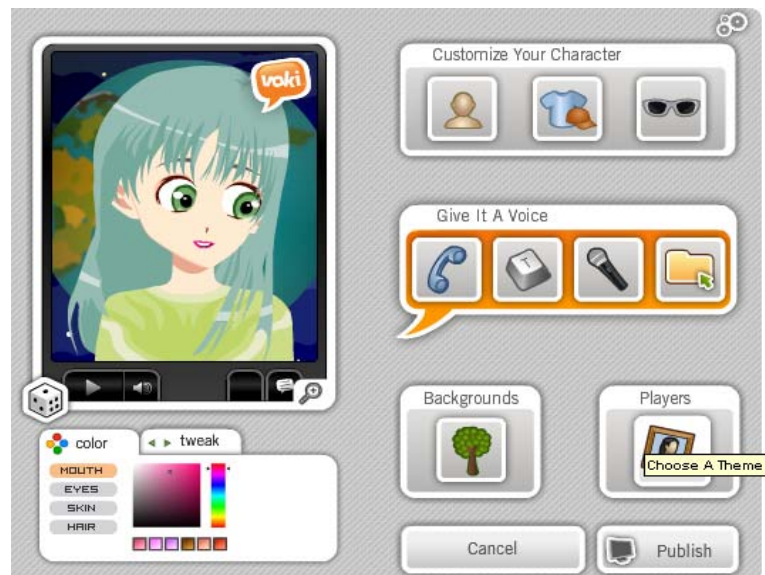 voki
Customize Your Character
Give It A Voice
T
Backgrounds
Players
Choose A Theme
color
tweak
MOUTH
EYES
SKIN
HAIR
Cancel
Publish